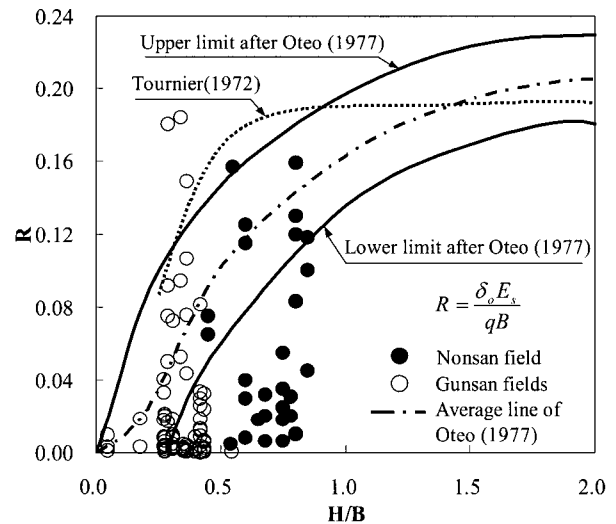 0.24
Upper limit after Oteo (1977)
0.20
Tournier(1972)
0.16
0.12
R
Lower limit after Oteo (1977)
0.08
R = δₒEₛ / qB
Nonsan field
0.04
Gunsan fields
Average line of
Oteo (1977)
0.00
0.0 0.5 1.0 1.5 2.0
H/B